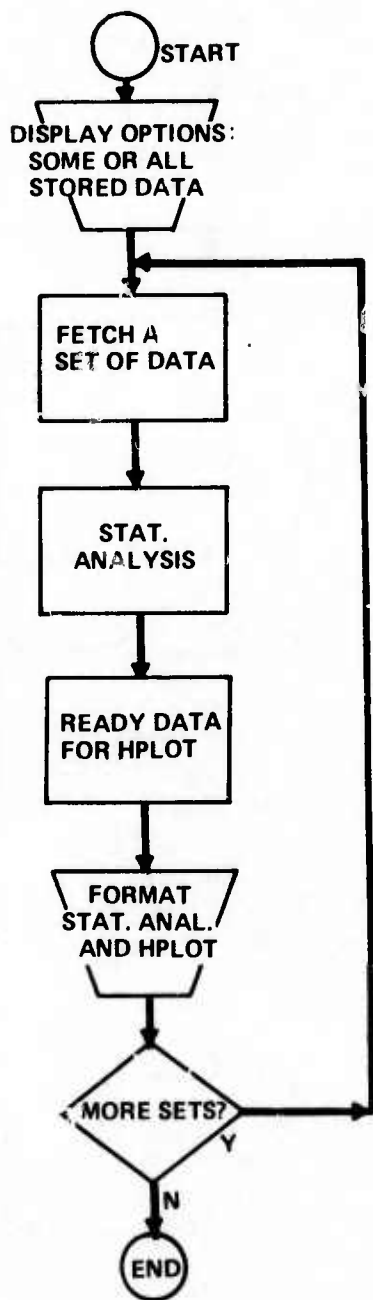 START
DISPLAY OPTIONS:
SOME OR ALL
STORED DATA
FETCH A
SET OF DATA
STAT.
ANALYSIS
READY DATA
FOR HPLOT
FORMAT
STAT. ANAL.
AND HPLOT
MORE SETS?
Y
N
END